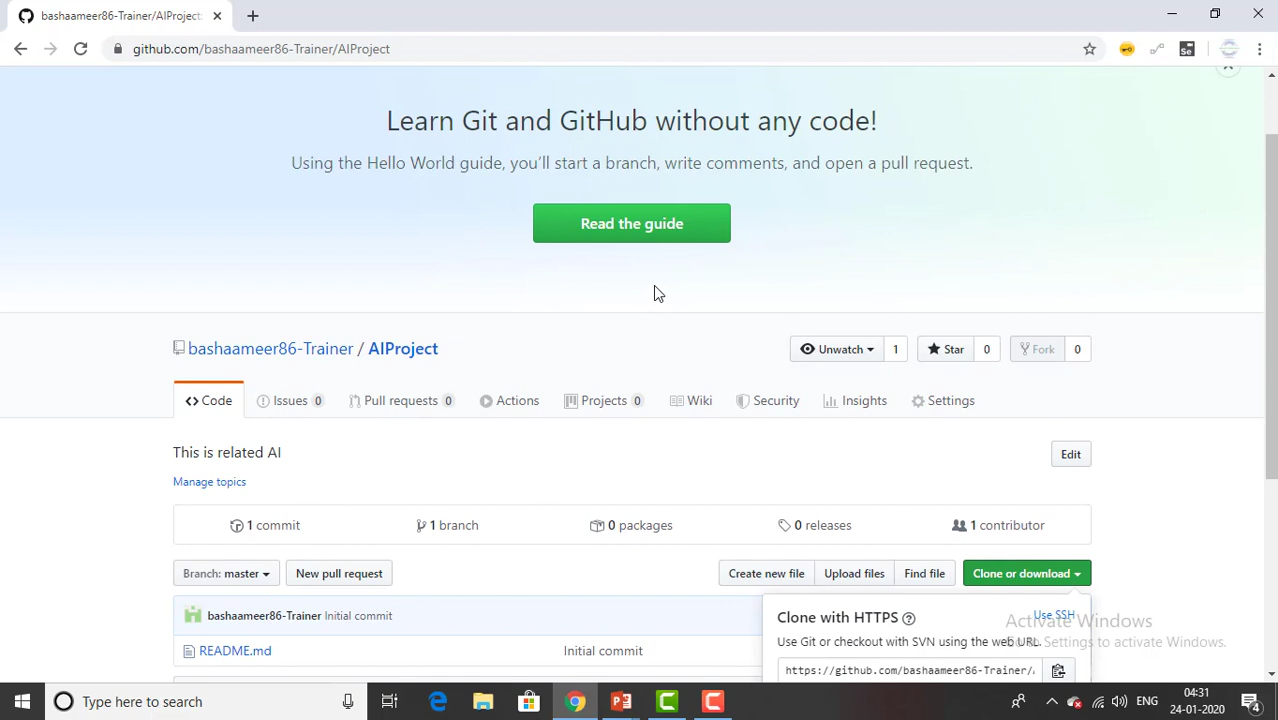 bashaameer86-Trainer/AIProject:
github.com/bashaameer86-Trainer/AIProject
Se
Learn Git and GitHub without any code!
Using the Hello World guide, you'll start a branch, write comments, and open a pull request.
Read the guide
bashaameer86-Trainer / AIProject
Unwatch 1
Star 0
Fork 0
Code
Issues 0
Pull requests 0
Actions
Projects 0
Wiki
Security
Insights
Settings
This is related AI
Edit
Manage topics
1 commit
1 branch
0 packages
0 releases
1 contributor
Branch: master
New pull request
Create new file
Upload files
Find file
Clone or download
bashaameer86-Trainer Initial commit
Clone with HTTPS
Use SSH
Activate Windows
Use Git or checkout with SVN using the web URL.
Settings to activate Windows.
README.md
Initial commit
https://github.com/bashaameer86-Trainer/
Type here to search
ENG
04:31
24-01-2020
4